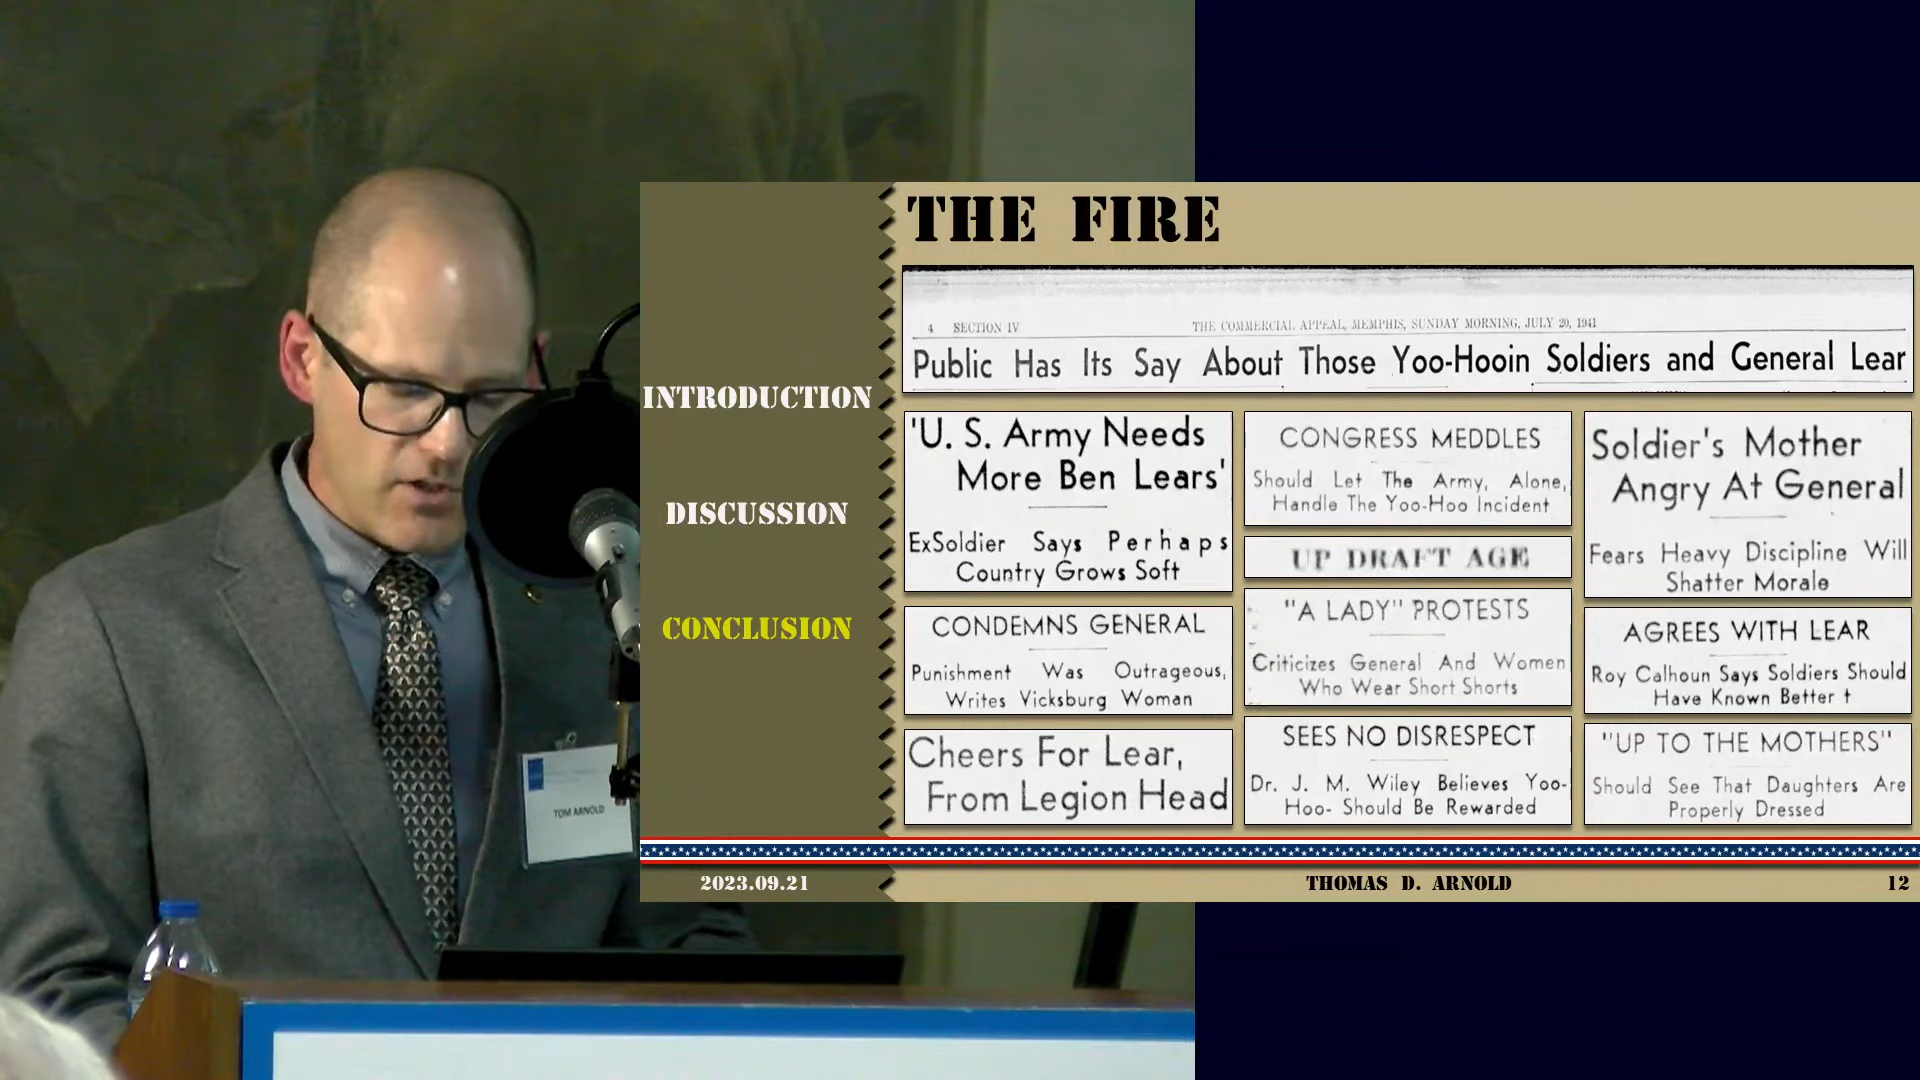 THE FIRE
INTRODUCTION
DISCUSSION
CONCLUSION
4 SECTION IV THE COMMERCIAL APPEAL, MEMPHIS, SUNDAY MORNING, JULY 20, 1941
Public Has Its Say About Those Yoo-Hooin Soldiers and General Lear
'U. S. Army Needs
More Ben Lears'
ExSoldier Says Perhaps
Country Grows Soft
CONDEMNS GENERAL
Punishment Was Outrageous,
Writes Vicksburg Woman
Cheers For Lear,
From Legion Head
CONGRESS MEDDLES
Should Let The Army, Alone,
Handle The Yoo-Hoo Incident
UP DRAFT AGE
"A LADY" PROTESTS
Criticizes General And Women
Who Wear Short Shorts
SEES NO DISRESPECT
Dr. J. M. Wiley Believes Yoo-
Hoo- Should Be Rewarded
Soldier's Mother
Angry At General
Fears Heavy Discipline Will
Shatter Morale
AGREES WITH LEAR
Roy Calhoun Says Soldiers Should
Have Known Better t
"UP TO THE MOTHERS"
Should See That Daughters Are
Properly Dressed
TOM ARNOLD
2023.09.21
THOMAS D. ARNOLD
12